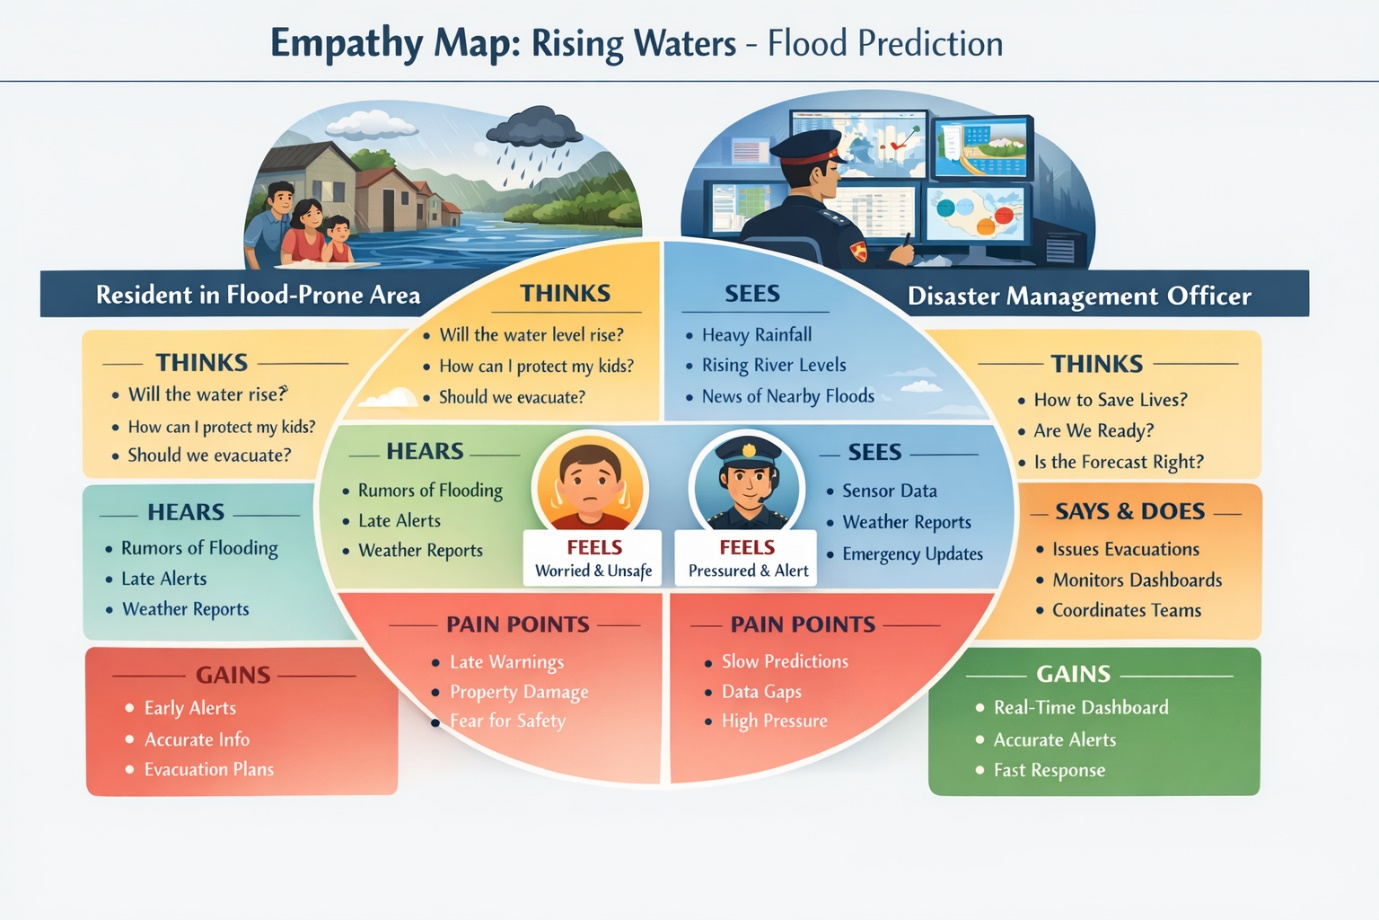 Empathy Map: Rising Waters - Flood Prediction
Resident in Flood-Prone Area
Disaster Management Officer
THINKS
• Will the water rise?
• How can I protect my kids?
• Should we evacuate?
HEARS
• Rumors of Flooding
• Late Alerts
• Weather Reports
GAINS
• Early Alerts
• Accurate Info
• Evacuation Plans
THINKS
• Will the water level rise?
• How can I protect my kids?
• Should we evacuate?
SEES
• Heavy Rainfall
• Rising River Levels
• News of Nearby Floods
HEARS
• Rumors of Flooding
• Late Alerts
• Weather Reports
FEELS
Worried & Unsafe
FEELS
Pressured & Alert
SEES
• Sensor Data
• Weather Reports
• Emergency Updates
PAIN POINTS
• Late Warnings
• Property Damage
• Fear for Safety
PAIN POINTS
• Slow Predictions
• Data Gaps
• High Pressure
THINKS
• How to Save Lives?
• Are We Ready?
• Is the Forecast Right?
SAYS & DOES
• Issues Evacuations
• Monitors Dashboards
• Coordinates Teams
GAINS
• Real-Time Dashboard
• Accurate Alerts
• Fast Response